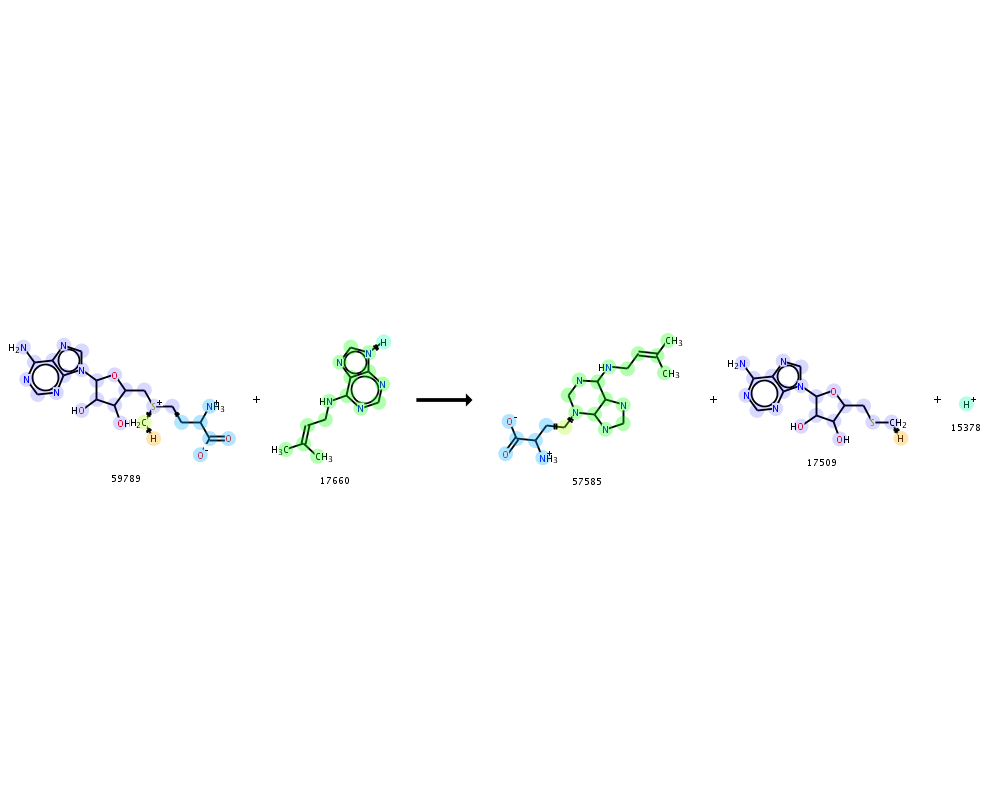 H2N N N N N O HO OH S+ H2C H NH3+ O O-
59789
+
N N H N N HN H3C CH3
17660
O- O NH3+ N N HN N N CH3 CH3
57585
+
H2N N N N N O HO OH S CH2 H
17509
+
H+
15378